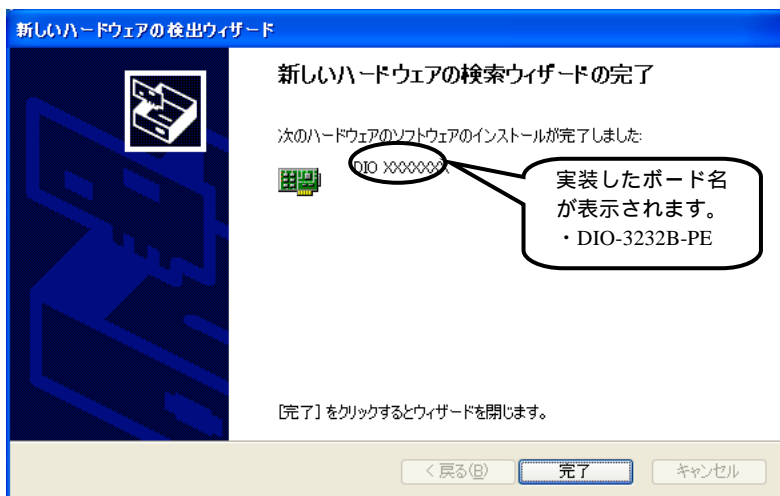 新しいハードウェアの検出ウィザード
新しいハードウェアの検索ウィザードの完了
次のハードウェアのソフトウェアのインストールが完了しました:
DIO XXXXXXX
実装したボード名
が表示されます。
・DIO-3232B-PE
[完了] をクリックするとウィザードを閉じます。
< 戻る(B)
完了
キャンセル